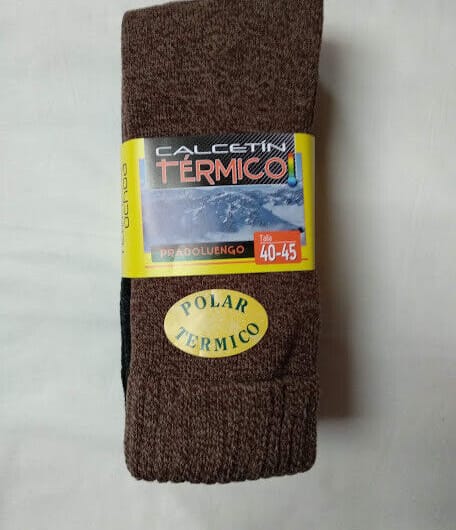 CALCETÍN
TÉRMICO
PRADOLUENGO
Talla
40-45
POLAR
TERMICO